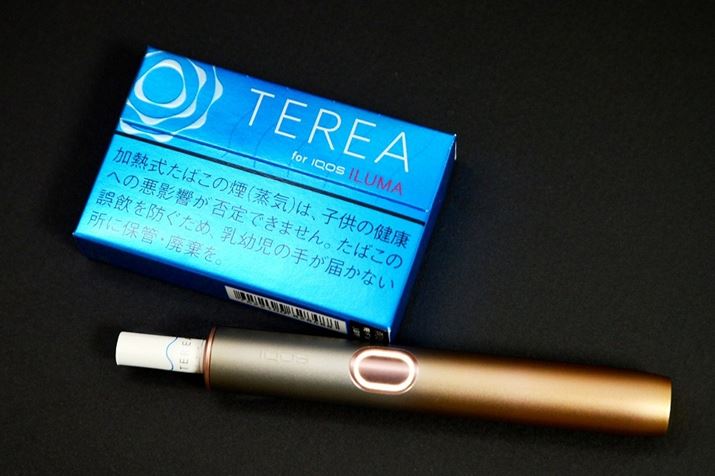 TEREA
for IQOS ILUMA
加熱式たばこの煙(蒸気)は、子供の健康
への悪影響が否定できません。たばこの
誤飲を防ぐため、乳幼児の手が届かない
所に保管・廃棄を。
TEREA
IQOS